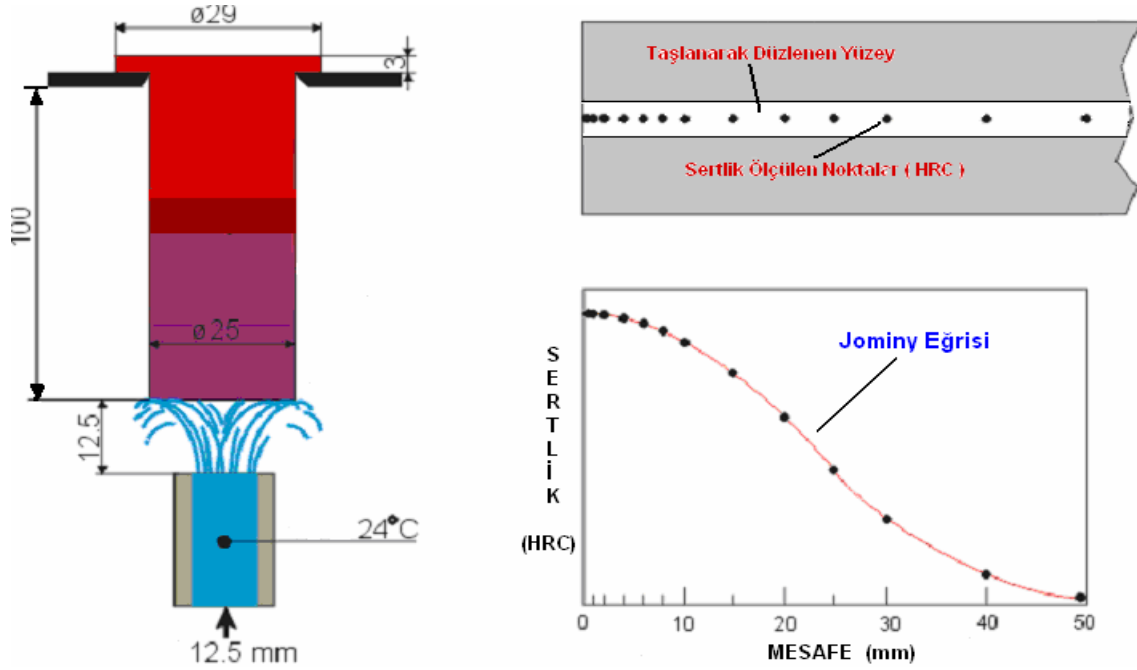 ø29
3
100
ø25
12.5
24°C
12.5 mm
Taşlanarak Düzlenen Yüzey
Sertlik Ölçülen Noktalar ( HRC )
SERTLİK
(HRC)
Jominy Eğrisi
0 10 20 30 40 50
MESAFE (mm)